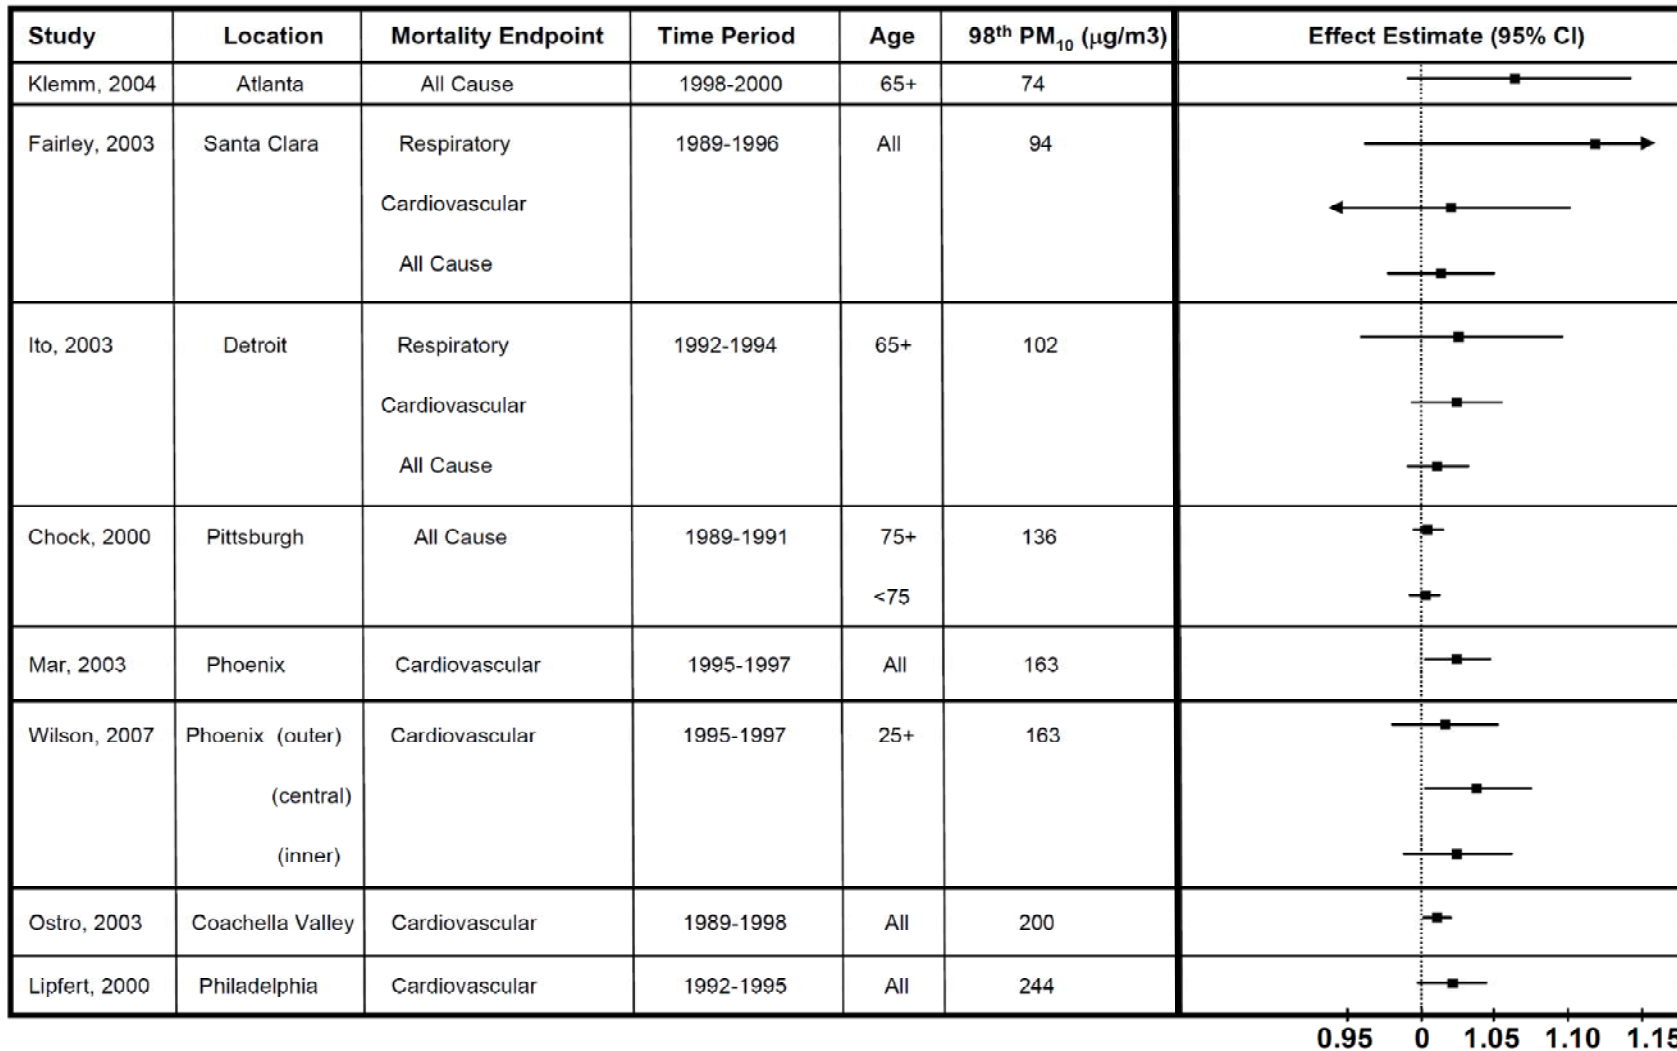 Study Location Mortality Endpoint Time Period Age 98th PM10 (μg/m3) Effect Estimate (95% CI)
Klemm, 2004 Atlanta All Cause 1998-2000 65+ 74
Fairley, 2003 Santa Clara Respiratory 1989-1996 All 94
Cardiovascular
All Cause
Ito, 2003 Detroit Respiratory 1992-1994 65+ 102
Cardiovascular
All Cause
Chock, 2000 Pittsburgh All Cause 1989-1991 75+ 136
<75
Mar, 2003 Phoenix Cardiovascular 1995-1997 All 163
Wilson, 2007 Phoenix (outer) Cardiovascular 1995-1997 25+ 163
(central)
(inner)
Ostro, 2003 Coachella Valley Cardiovascular 1989-1998 All 200
Lipfert, 2000 Philadelphia Cardiovascular 1992-1995 All 244
0.95 0 1.05 1.10 1.15